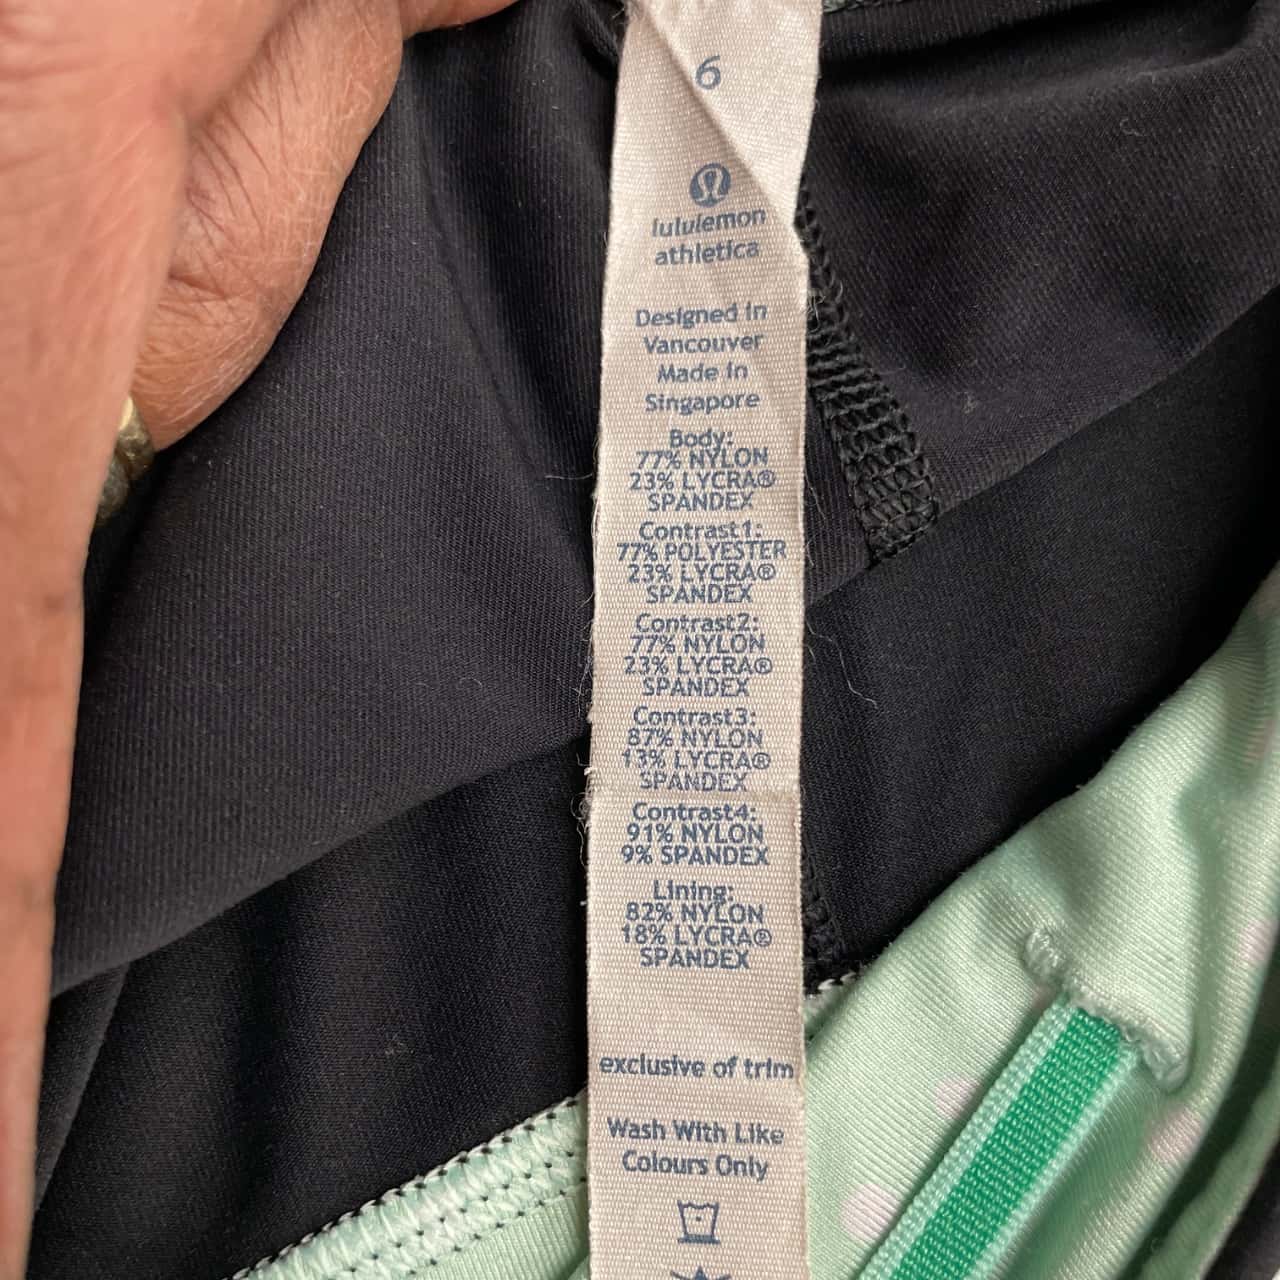 6
lululemon
athletica
Designed in
Vancouver
Made in
Singapore
Body:
77% NYLON
23% LYCRA®
SPANDEX
Contrast1:
77% POLYESTER
23% LYCRA®
SPANDEX
Contrast2:
77% NYLON
23% LYCRA®
SPANDEX
Contrast3:
87% NYLON
13% LYCRA®
SPANDEX
Contrast4:
91% NYLON
9% SPANDEX
Lining:
82% NYLON
18% LYCRA®
SPANDEX
exclusive of trim
Wash With Like
Colours Only